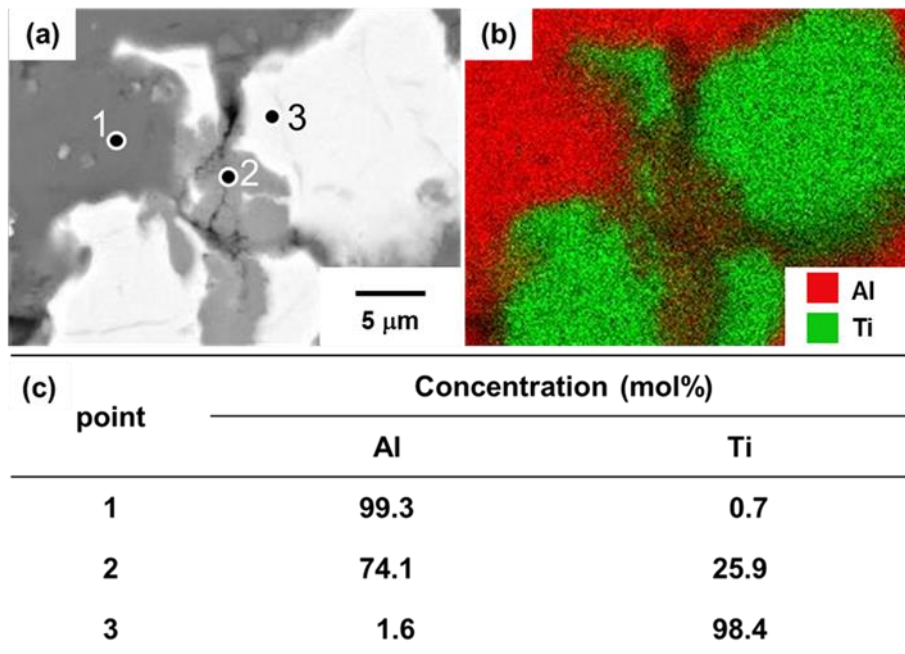 (a)
(b)
1
2
3
5 μm
Al
Ti
(c)
point
Concentration (mol%)
Al Ti
1 99.3 0.7
2 74.1 25.9
3 1.6 98.4